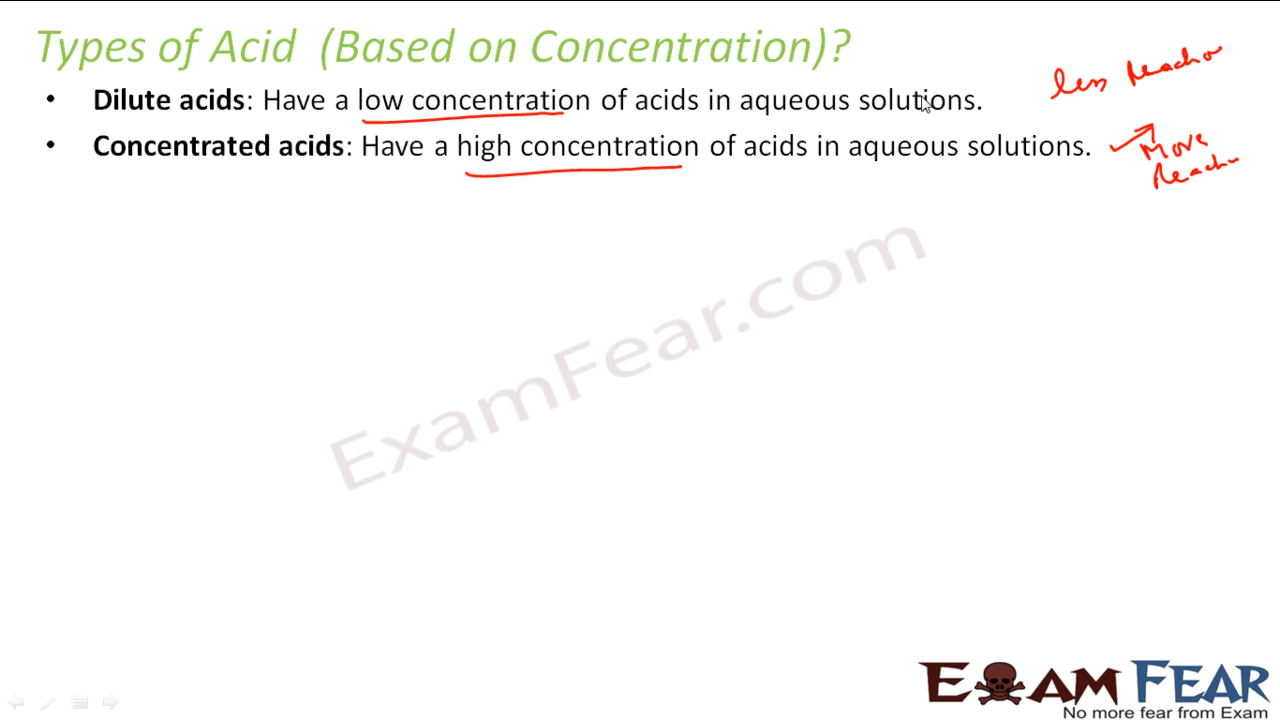 Types of Acid (Based on Concentration)?
• Dilute acids: Have a low concentration of acids in aqueous solutions.
less
• Concentrated acids: Have a high concentration of acids in aqueous solutions.
More
ExamFear.com
EXAM FEAR
No more fear from Exam